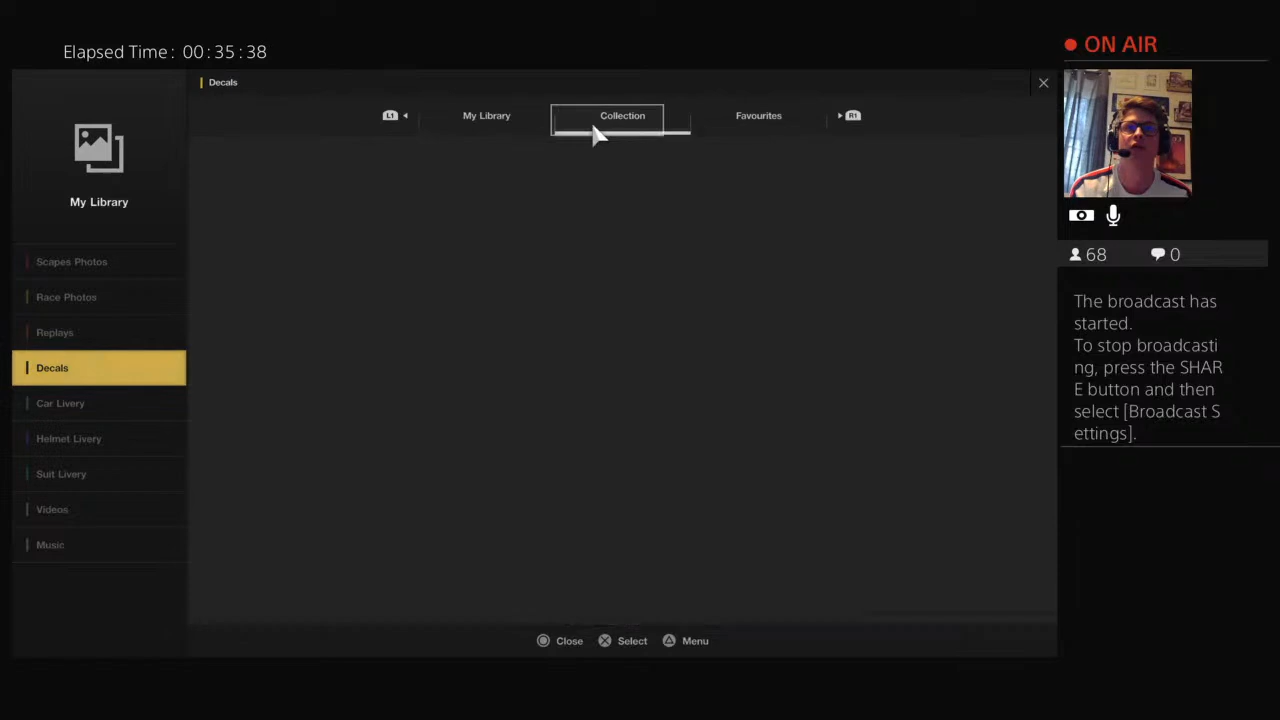 Elapsed Time: 00:35:38
ON AIR
Decals
L1
My Library
Collection
Favourites
R1
My Library
Scapes Photos
Race Photos
Replays
Decals
Car Livery
Helmet Livery
Suit Livery
Videos
Music
68
0
The broadcast has
started.
To stop broadcasti
ng, press the SHAR
E button and then
select [Broadcast S
ettings].
Close
Select
Menu